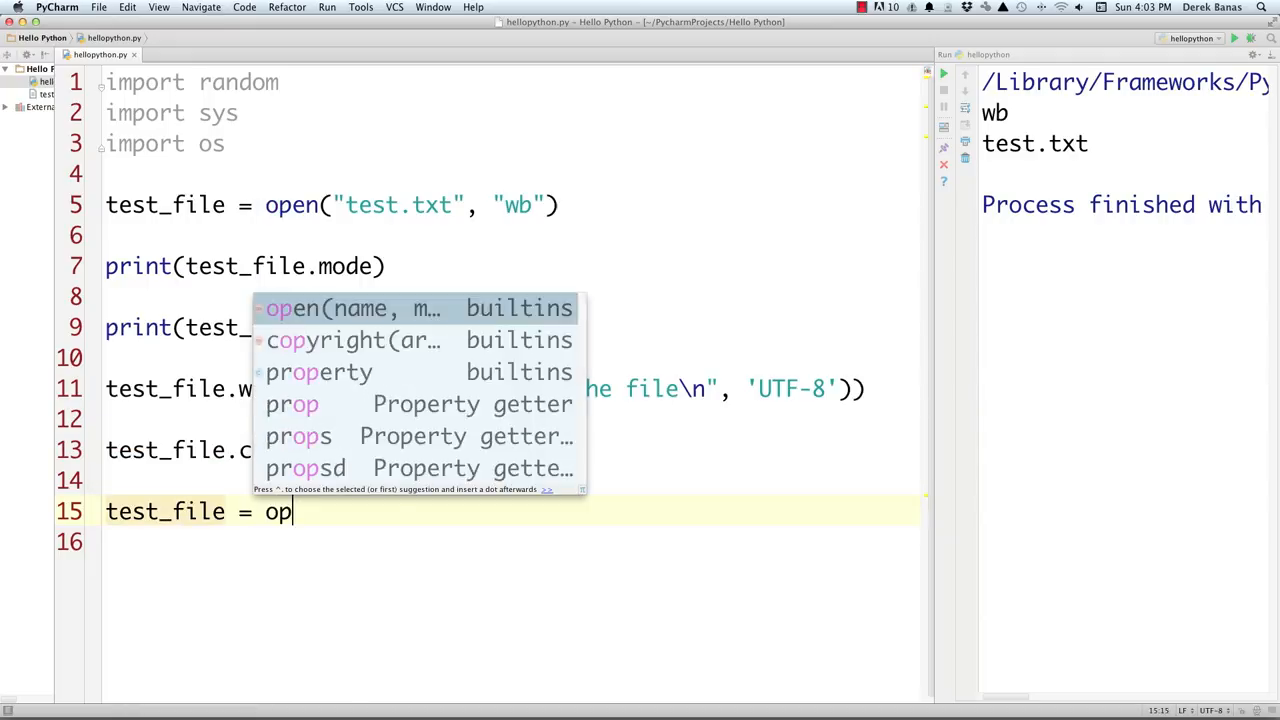 PyCharm File Edit View Navigate Code Refactor Run Tools VCS Window Help
10 Sun 4:03 PM Derek Banas
hellopython.py – Hello Python – [~/PycharmProjects/Hello Python]
Hello Python hellopython.py
hellopython
hellopython.py
Run hellopython
Hello P
hell
test
Extern
1 import random
2 import sys
3 import os
4
5 test_file = open("test.txt", "wb")
6
7 print(test_file.mode)
8
9 print(test_
10
11 test_file.w he file\n", 'UTF-8'))
12
13 test_file.c
14
15 test_file = op
16
open(name, m... builtins
copyright(ar... builtins
property builtins
prop Property getter
props Property getter...
propsd Property gette...
Press ^. to choose the selected (or first) suggestion and insert a dot afterwards >>
/Library/Frameworks/Py
wb
test.txt
Process finished with
15:15 LF UTF-8